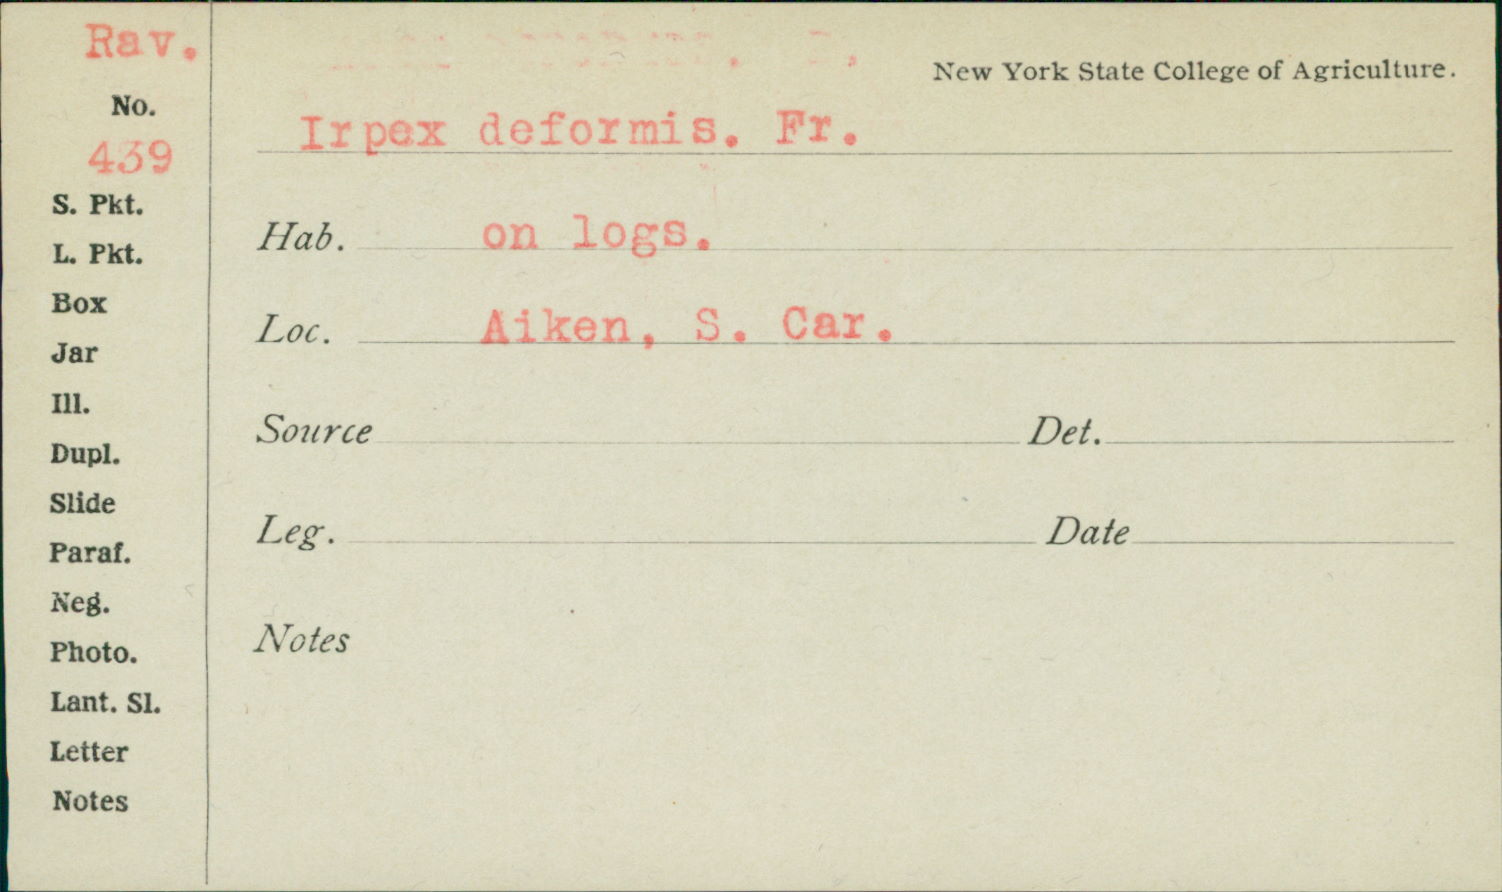 Rav.
New York State College of Agriculture.
No.
439
Irpex deformis. Fr.
S. Pkt.
L. Pkt.
Box
Jar
Ill.
Dupl.
Slide
Paraf.
Neg.
Photo.
Lant. Sl.
Letter
Notes
Hab. on logs.
Loc. Aiken, S. Car.
Source Det.
Leg. Date
Notes